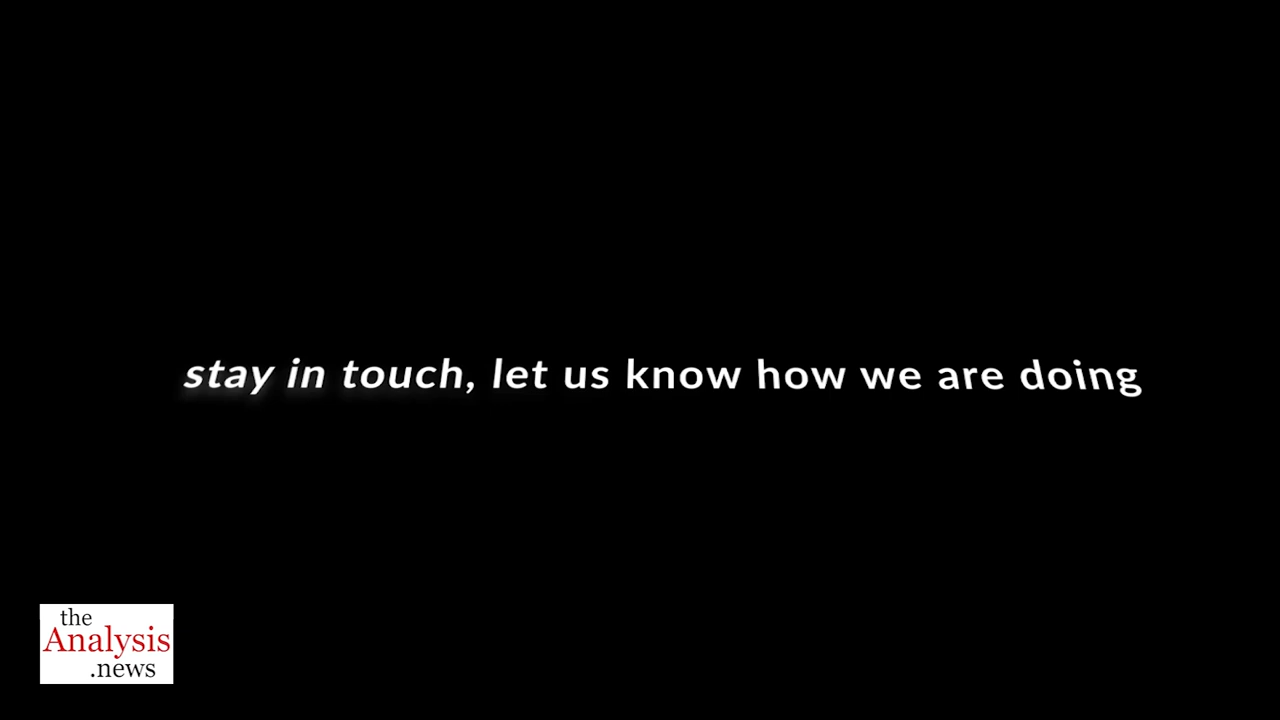 stay in touch, let us know how we are doing
the
Analysis
.news